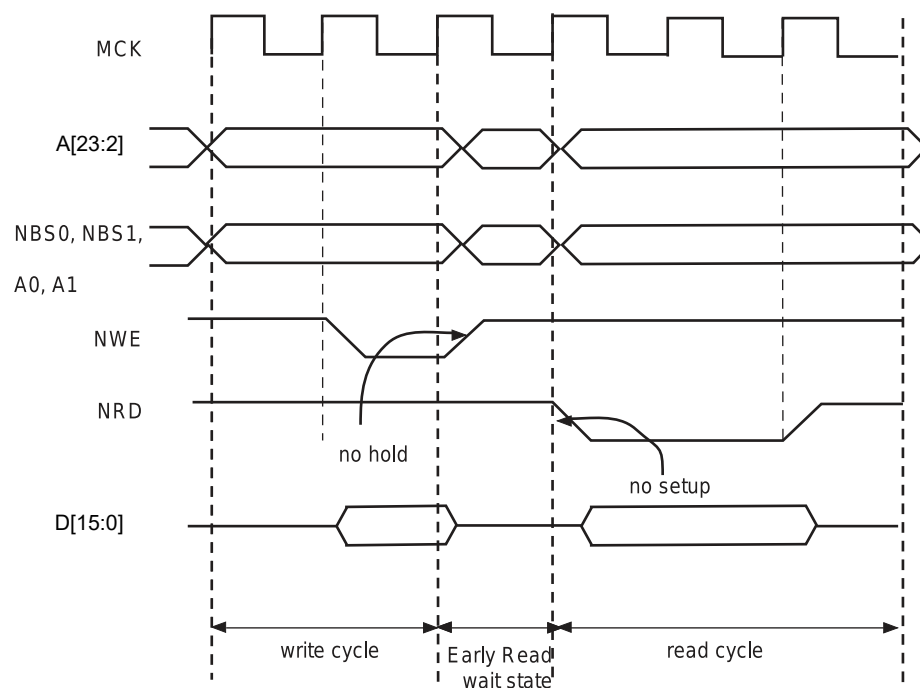 MCK
A[23:2]
NBS0, NBS1,
A0, A1
NWE
NRD
no hold
no setup
D[15:0]
write cycle
Early Read
wait state
read cycle